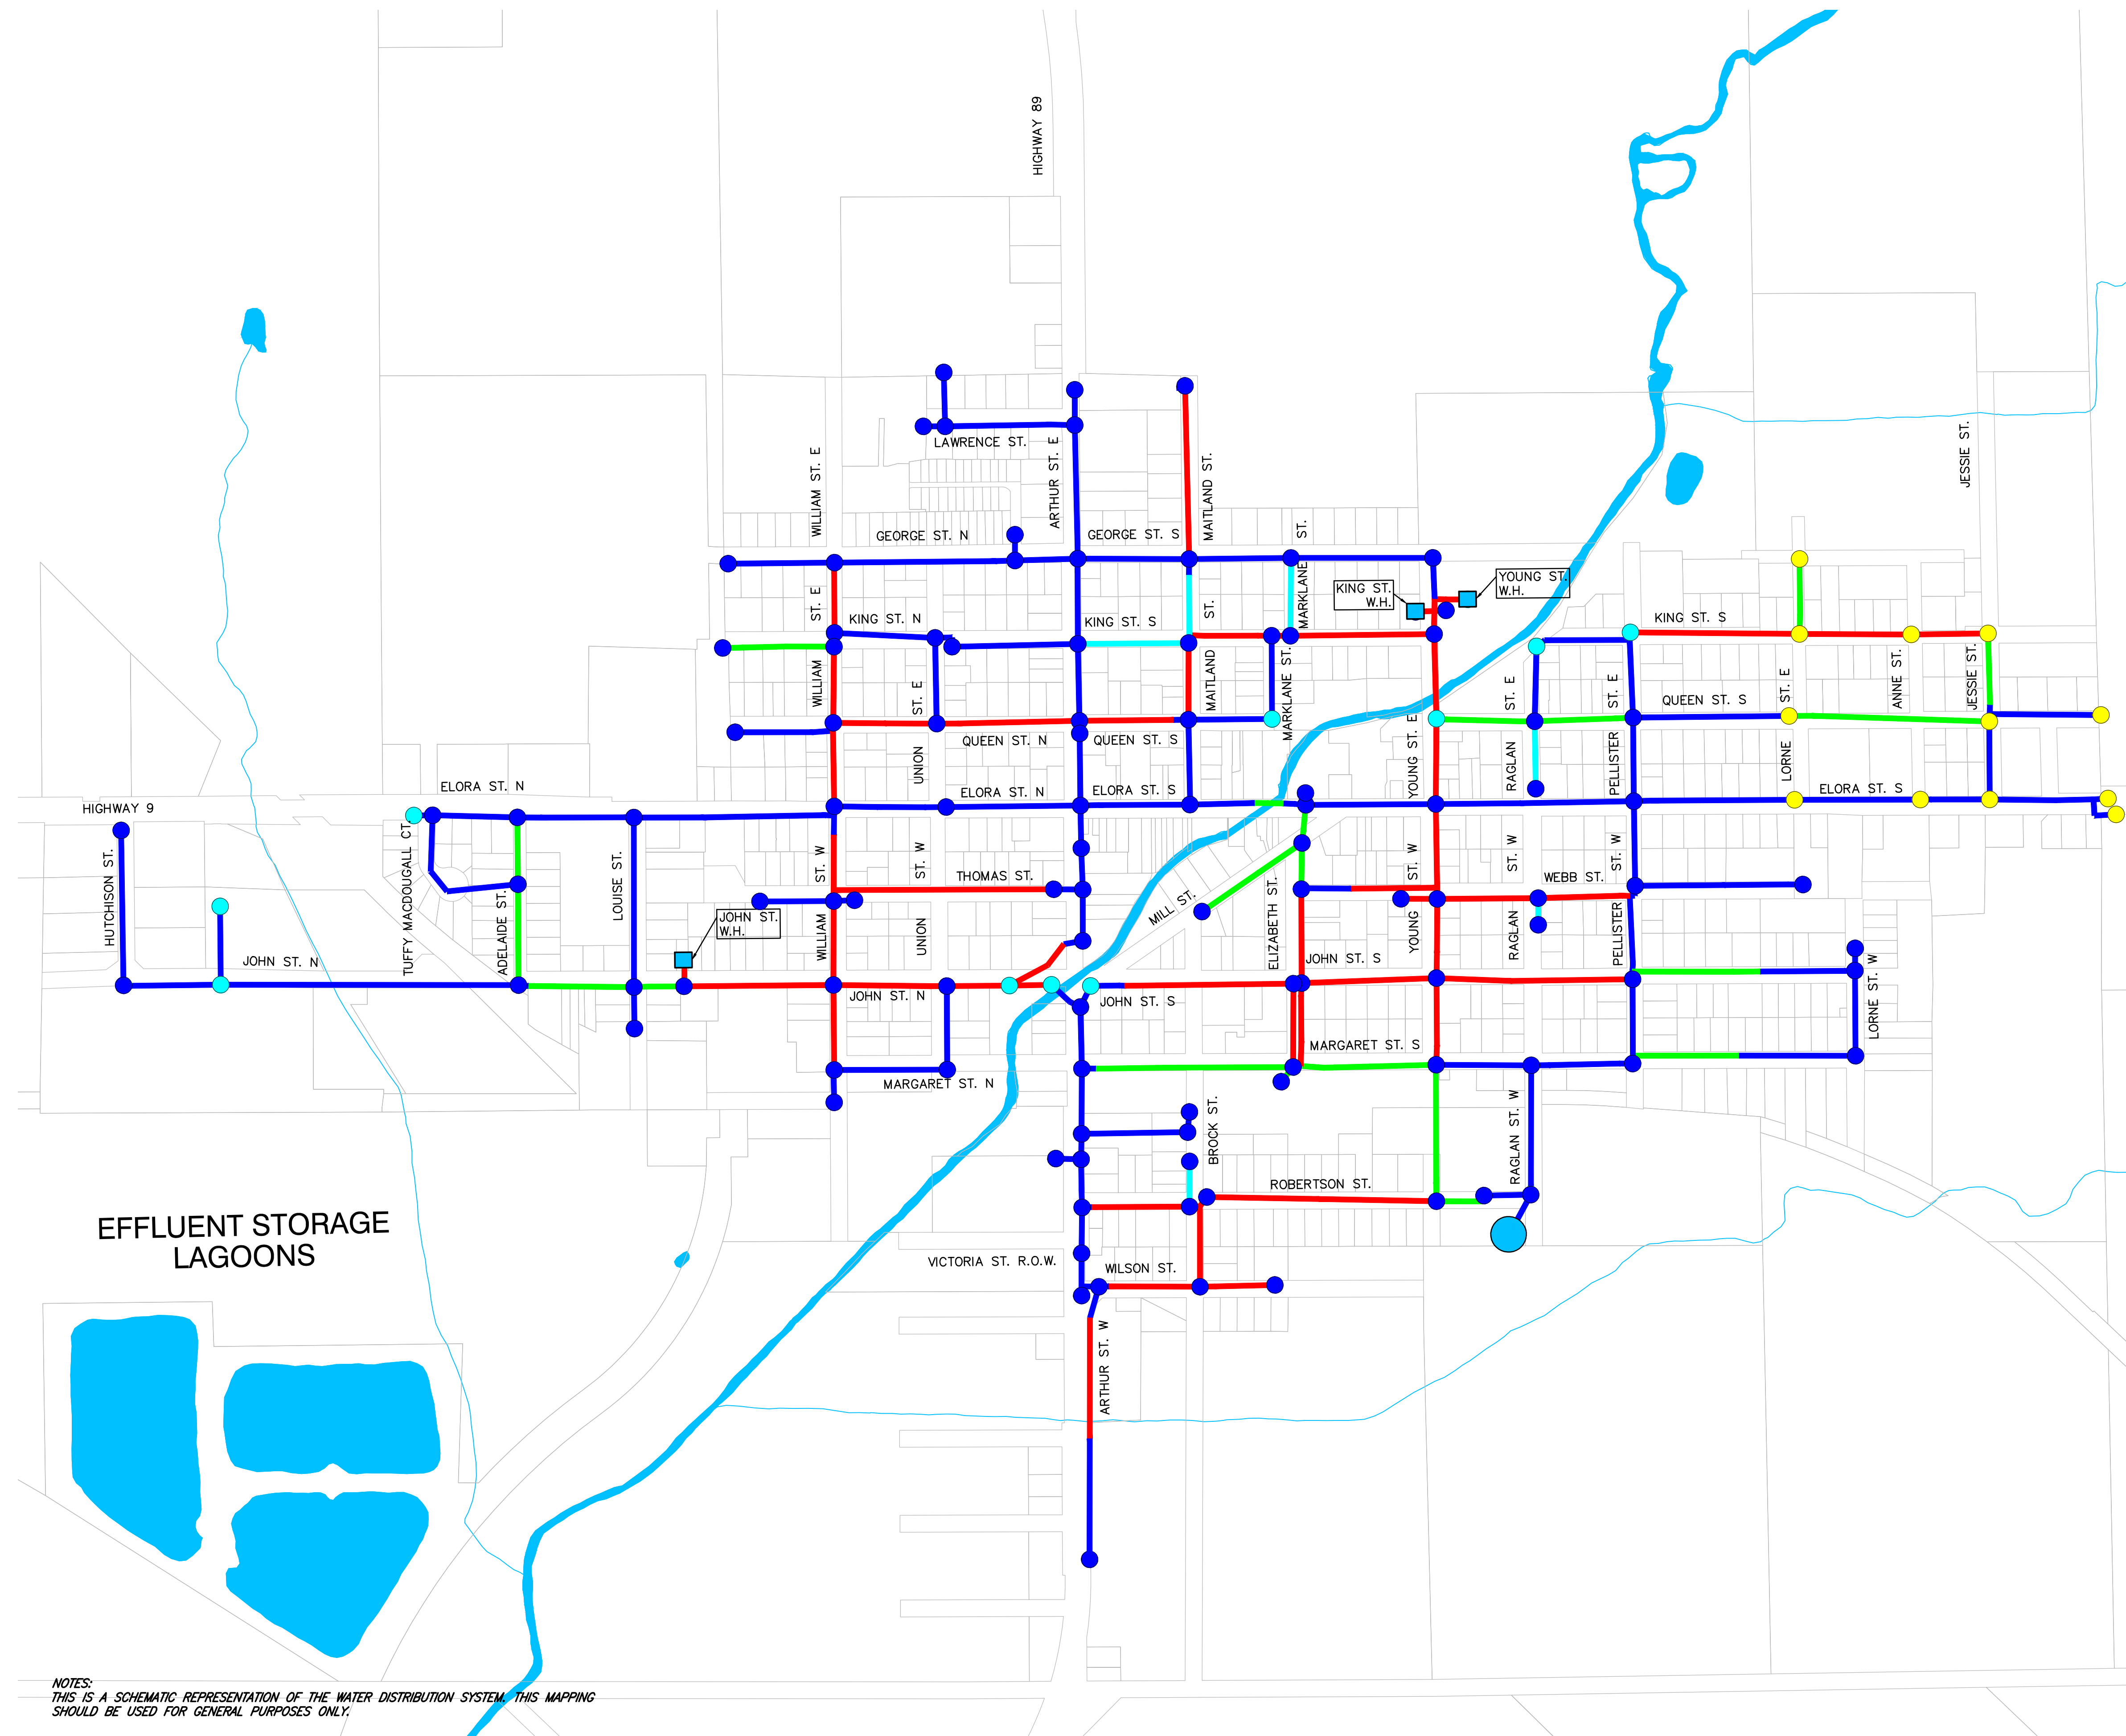 HIGHWAY 89
JESSIE ST.
LAWRENCE ST.
WILLIAM ST. E
ARTHUR ST. E
MAITLAND ST.
GEORGE ST. N
GEORGE ST. S
MARKLANE ST.
KING ST.
W.H.
YOUNG ST.
W.H.
WILLIAM ST. E
KING ST. N
KING ST. S
MAITLAND ST.
KING ST. S
UNION ST. E
MARKLANE ST.
YOUNG ST. E
RAGLAN ST. E
PELLISTER ST. E
QUEEN ST. S
LORNE ST. E
ANNE ST.
JESSIE ST.
QUEEN ST. N
QUEEN ST. S
ELORA ST. N
ELORA ST. N
ELORA ST. S
ELORA ST. S
HIGHWAY 9
HUTCHISON ST.
TUFFY MACDOUGALL CT.
ADELAIDE ST.
LOUISE ST.
WILLIAM ST. W
UNION ST. W
THOMAS ST.
MILL ST.
ELIZABETH ST.
YOUNG ST. W
RAGLAN ST. W
WEBB ST.
PELLISTER ST. W
JOHN ST.
W.H.
JOHN ST. N
JOHN ST. N
JOHN ST. S
JOHN ST. S
LORNE ST. W
MARGARET ST. S
MARGARET ST. N
BROCK ST.
RAGLAN ST. W
ROBERTSON ST.
EFFLUENT STORAGE
LAGOONS
VICTORIA ST. R.O.W.
WILSON ST.
ARTHUR ST. W
NOTES:
THIS IS A SCHEMATIC REPRESENTATION OF THE WATER DISTRIBUTION SYSTEM. THIS MAPPING
SHOULD BE USED FOR GENERAL PURPOSES ONLY.